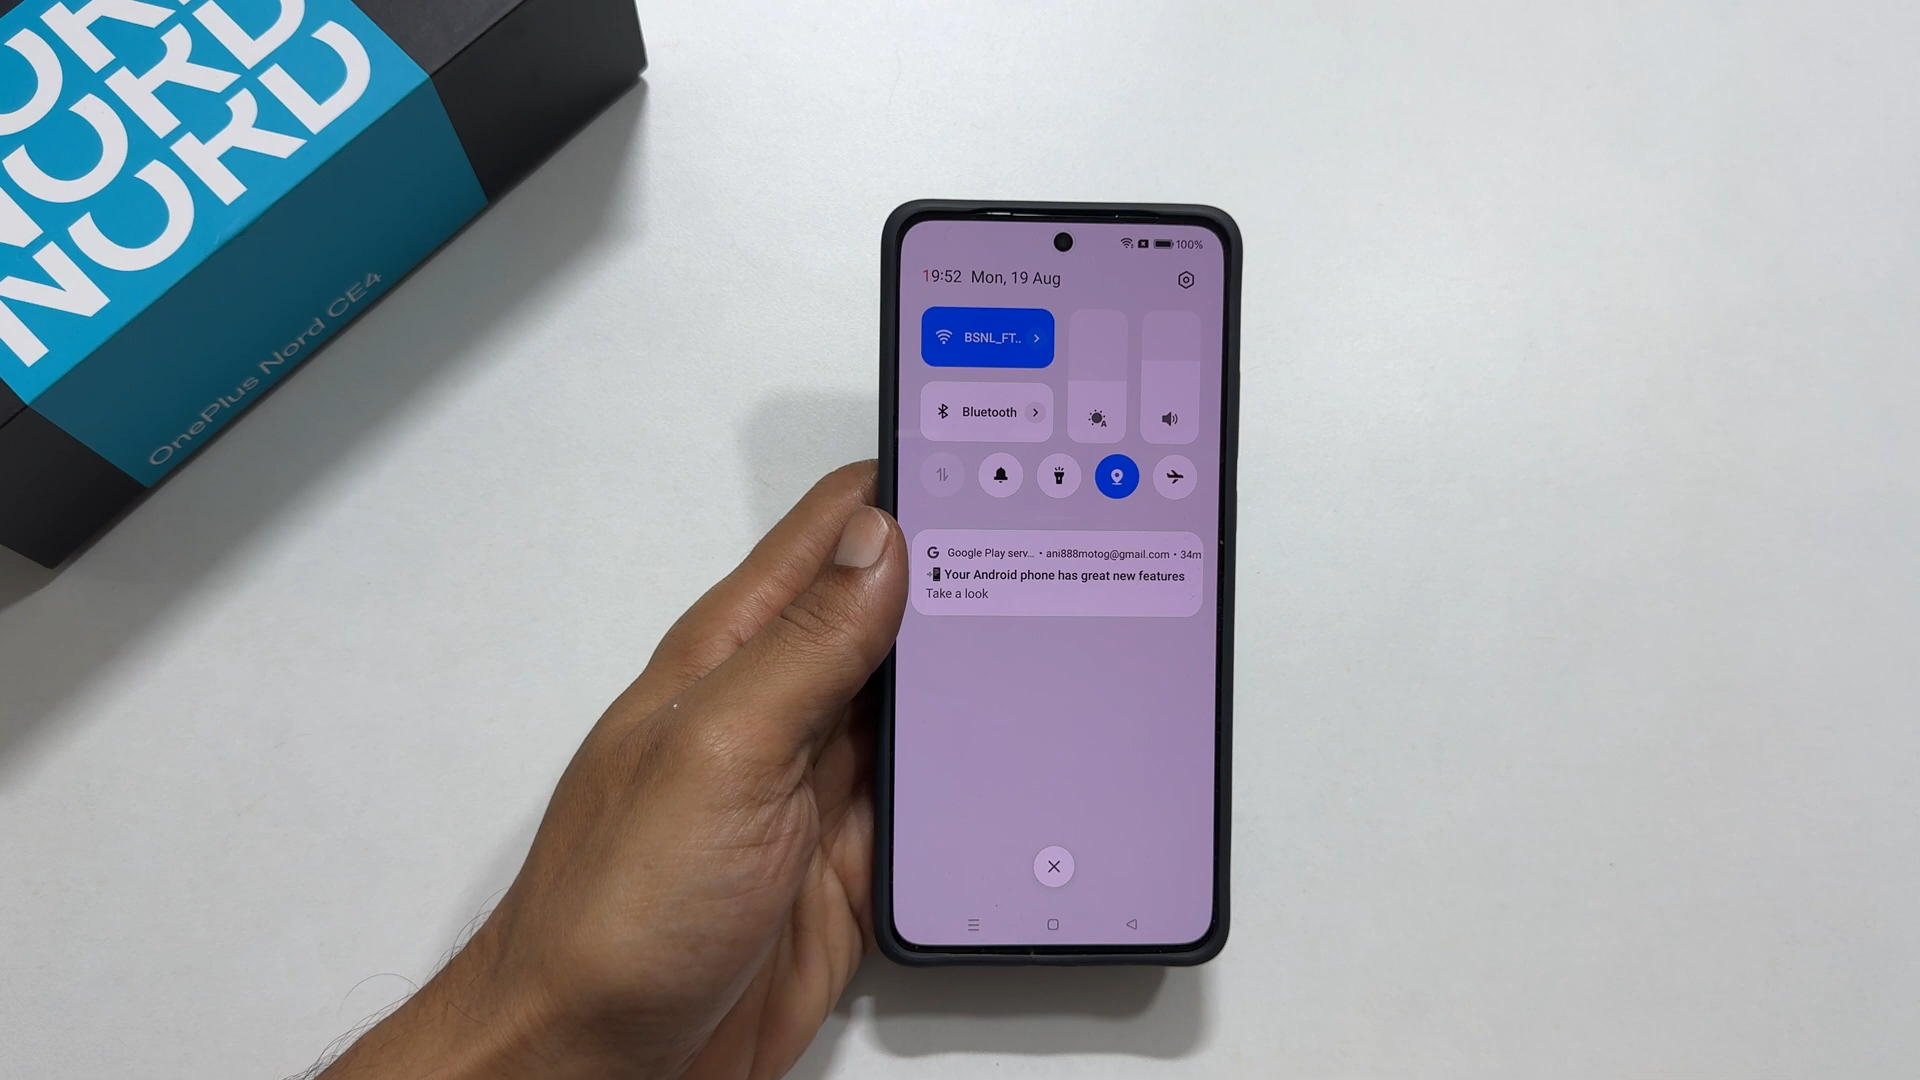 NORD
NORD
NORD
OnePlus Nord CE4
100%
19:52 Mon, 19 Aug
BSNL_FT..
Bluetooth
A
Google Play serv... • ani888motog@gmail.com • 34m
Your Android phone has great new features
Take a look